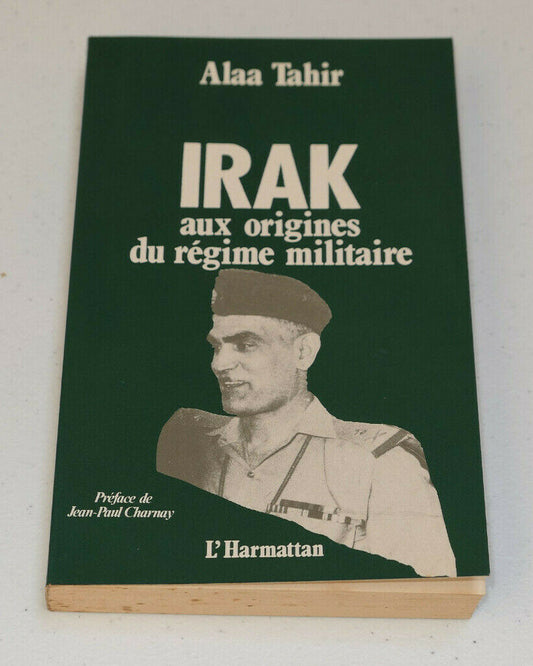 Alaa Tahir
IRAK
aux origines
du régime militaire
Préface de
Jean-Paul Charnay
L'Harmattan